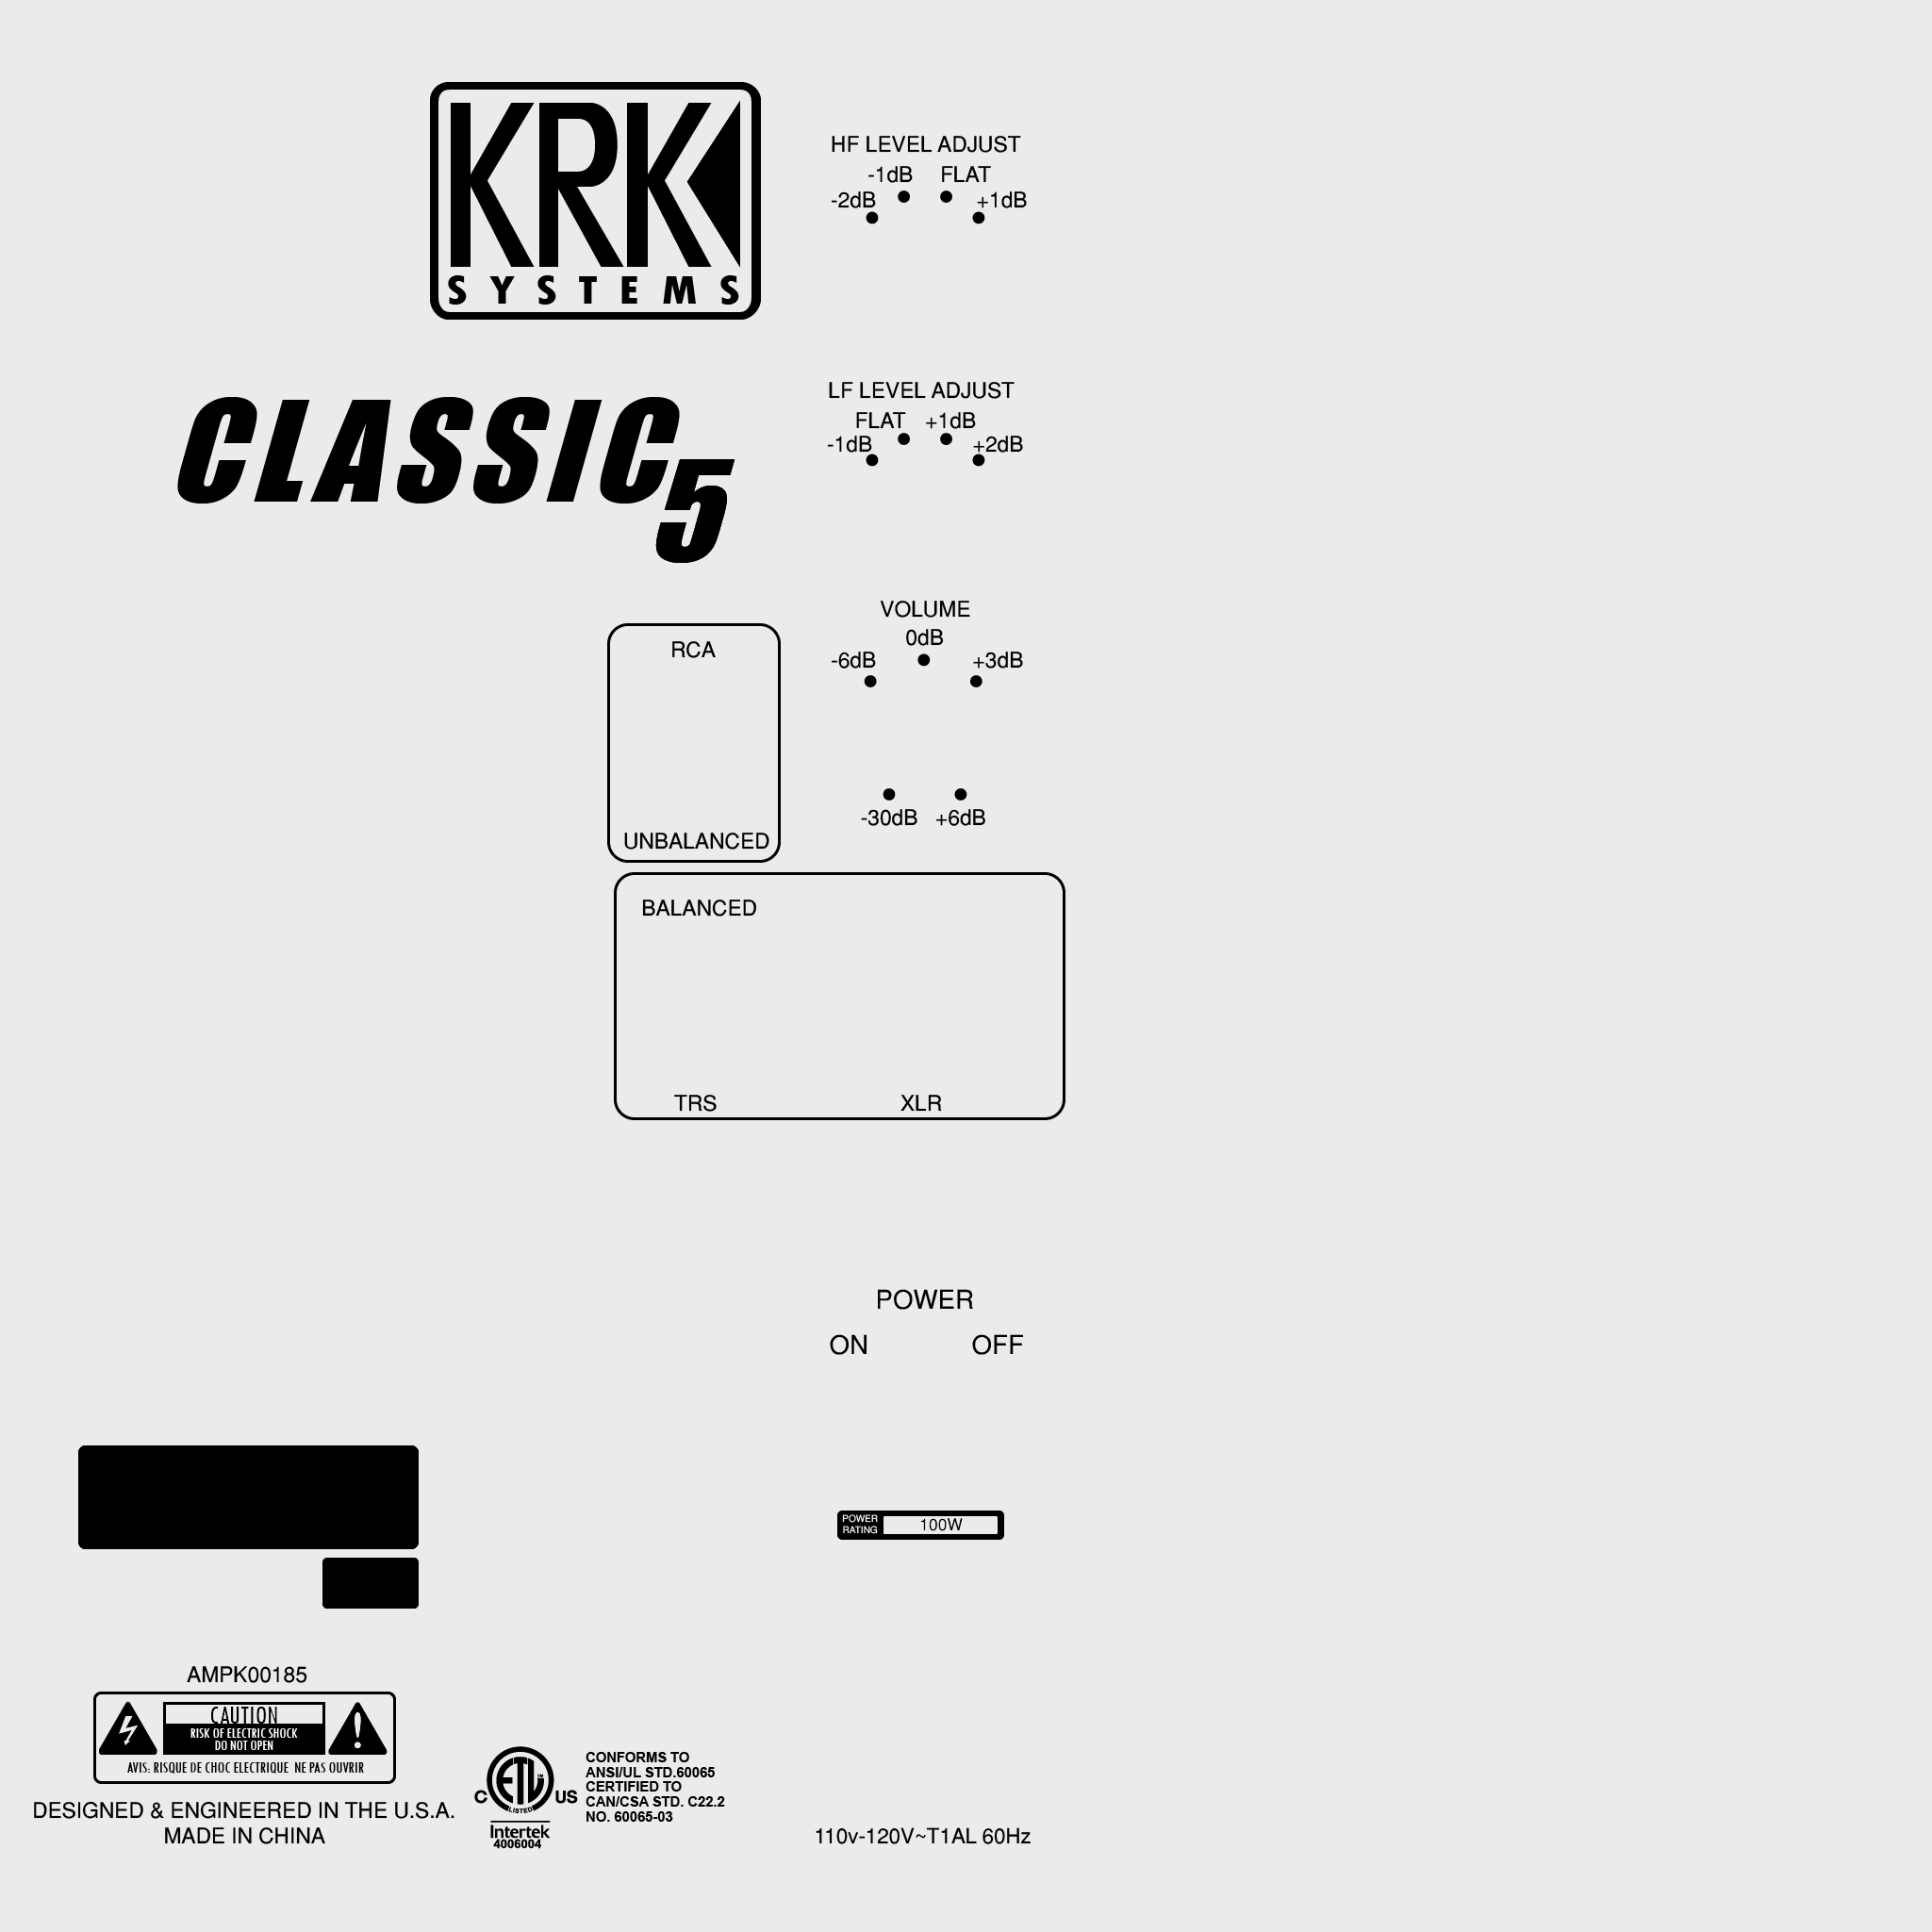 KRK
SYSTEMS
HF LEVEL ADJUST
-1dB FLAT
-2dB +1dB
CLASSIC 5
LF LEVEL ADJUST
FLAT +1dB
-1dB +2dB
VOLUME
0dB
-6dB +3dB
-30dB +6dB
RCA
UNBALANCED
BALANCED
TRS XLR
POWER
ON OFF
POWER
RATING
100W
AMPK00185
CAUTION
RISK OF ELECTRIC SHOCK
DO NOT OPEN
AVIS: RISQUE DE CHOC ELECTRIQUE NE PAS OUVRIR
DESIGNED & ENGINEERED IN THE U.S.A.
MADE IN CHINA
C ETL US
LISTED
Intertek
4006004
CONFORMS TO
ANSI/UL STD.60065
CERTIFIED TO
CAN/CSA STD. C22.2
NO. 60065-03
110v-120V~T1AL 60Hz